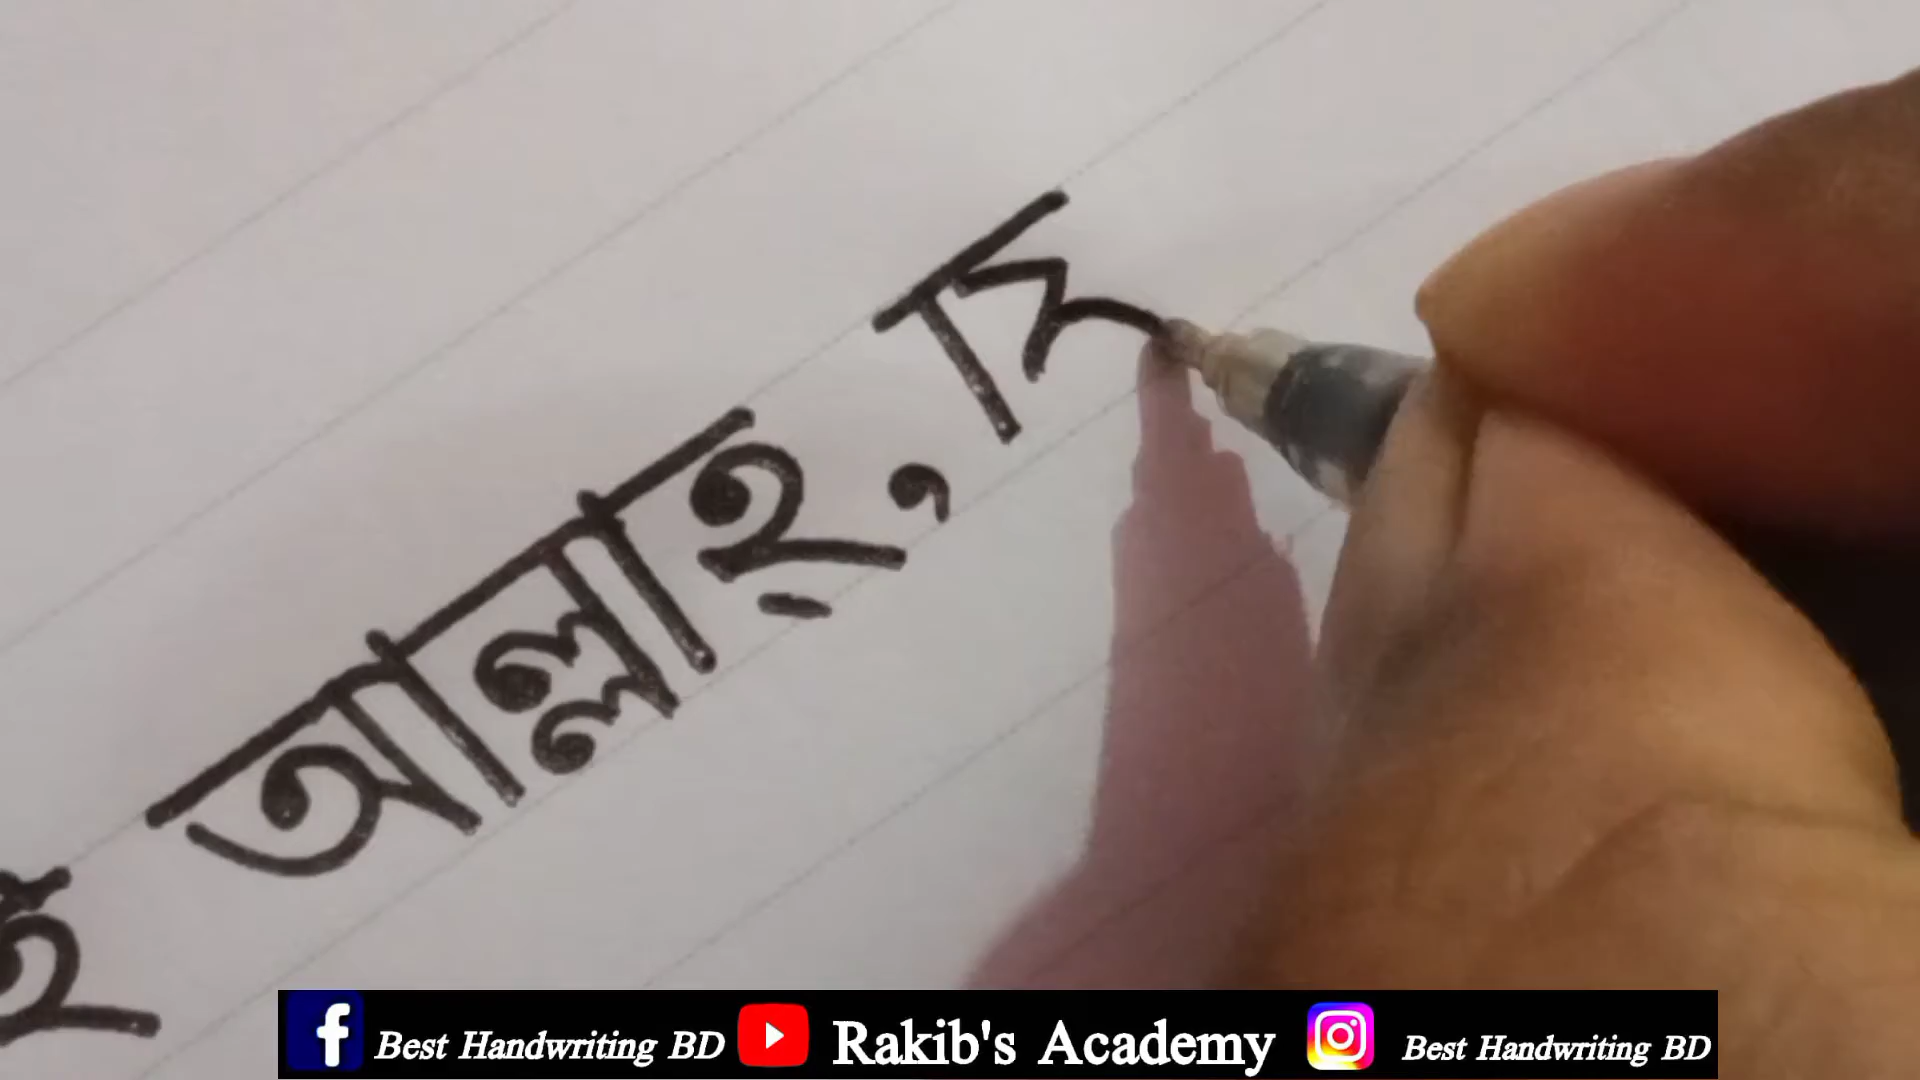 আল্লাহ্,
Best Handwriting BD Rakib's Academy Best Handwriting BD